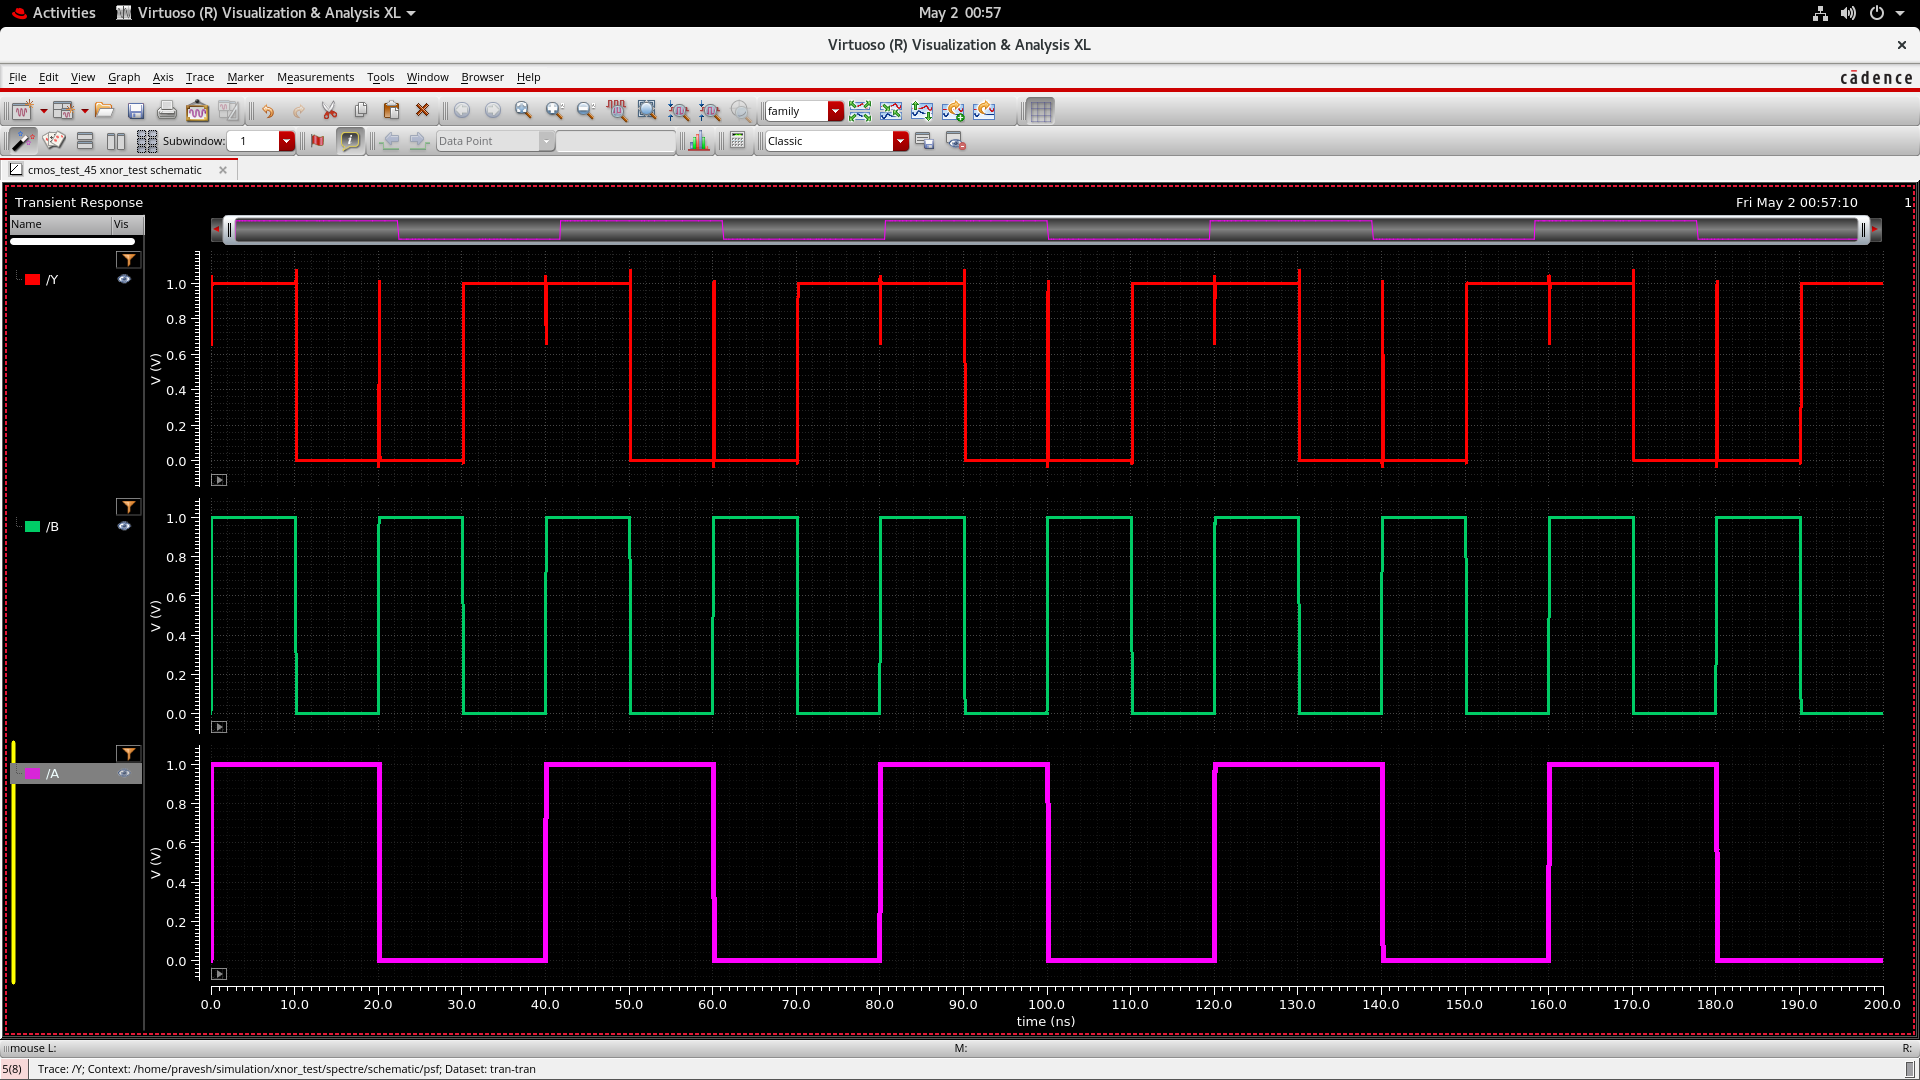 Activities Virtuoso (R) Visualization & Analysis XL May 2 00:57
Virtuoso (R) Visualization & Analysis XL
File Edit View Graph Axis Trace Marker Measurements Tools Window Browser Help cādence
family
Subwindow: 1 Data Point Classic
cmos_test_45 xnor_test schematic
Transient Response Fri May 2 00:57:10 1
Name Vis
/Y
1.0
0.8
0.6
0.4
0.2
0.0
V (V)
/B
1.0
0.8
0.6
0.4
0.2
0.0
V (V)
/A
1.0
0.8
0.6
0.4
0.2
0.0
V (V)
0.0 10.0 20.0 30.0 40.0 50.0 60.0 70.0 80.0 90.0 100.0 110.0 120.0 130.0 140.0 150.0 160.0 170.0 180.0 190.0 200.0
time (ns)
mouse L: M: R:
5(8) Trace: /Y; Context: /home/pravesh/simulation/xnor_test/spectre/schematic/psf; Dataset: tran-tran